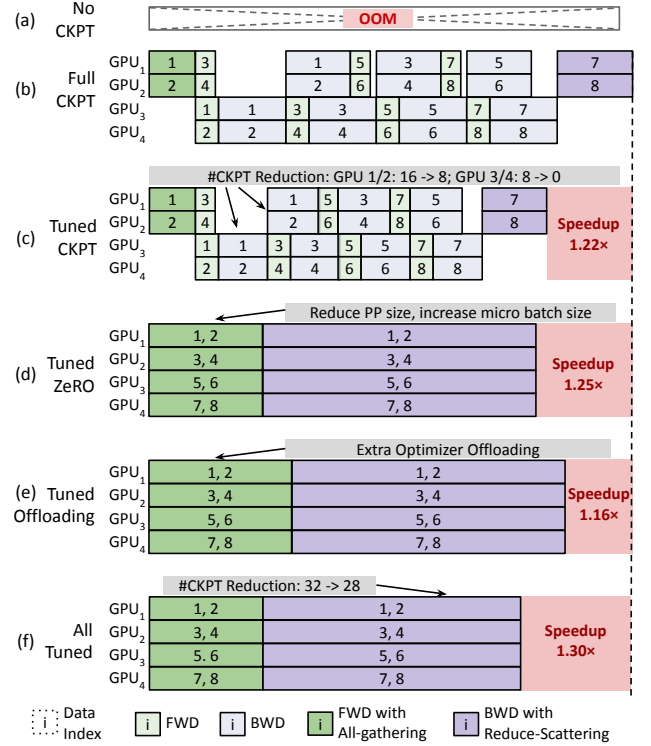 (a) No CKPT
OOM
(b) Full CKPT
GPU1 1 3 1 5 3 7 5 7
GPU2 2 4 2 6 4 8 6 8
GPU3 1 1 3 3 5 5 7 7
GPU4 2 2 4 4 6 6 8 8
#CKPT Reduction: GPU 1/2: 16 -> 8; GPU 3/4: 8 -> 0
(c) Tuned CKPT
GPU1 1 3 1 5 3 7 5 7
GPU2 2 4 2 6 4 8 6 8
GPU3 1 1 3 3 5 5 7 7
GPU4 2 2 4 4 6 6 8 8
Speedup
1.22×
Reduce PP size, increase micro batch size
(d) Tuned ZeRO
GPU1 1, 2 1, 2
GPU2 3, 4 3, 4
GPU3 5, 6 5, 6
GPU4 7, 8 7, 8
Speedup
1.25×
Extra Optimizer Offloading
(e) Tuned Offloading
GPU1 1, 2 1, 2
GPU2 3, 4 3, 4
GPU3 5, 6 5, 6
GPU4 7, 8 7, 8
Speedup
1.16×
#CKPT Reduction: 32 -> 28
(f) All Tuned
GPU1 1, 2 1, 2
GPU2 3, 4 3, 4
GPU3 5. 6 5, 6
GPU4 7, 8 7, 8
Speedup
1.30×
i Data Index
i FWD
i BWD
i FWD with All-gathering
i BWD with Reduce-Scattering